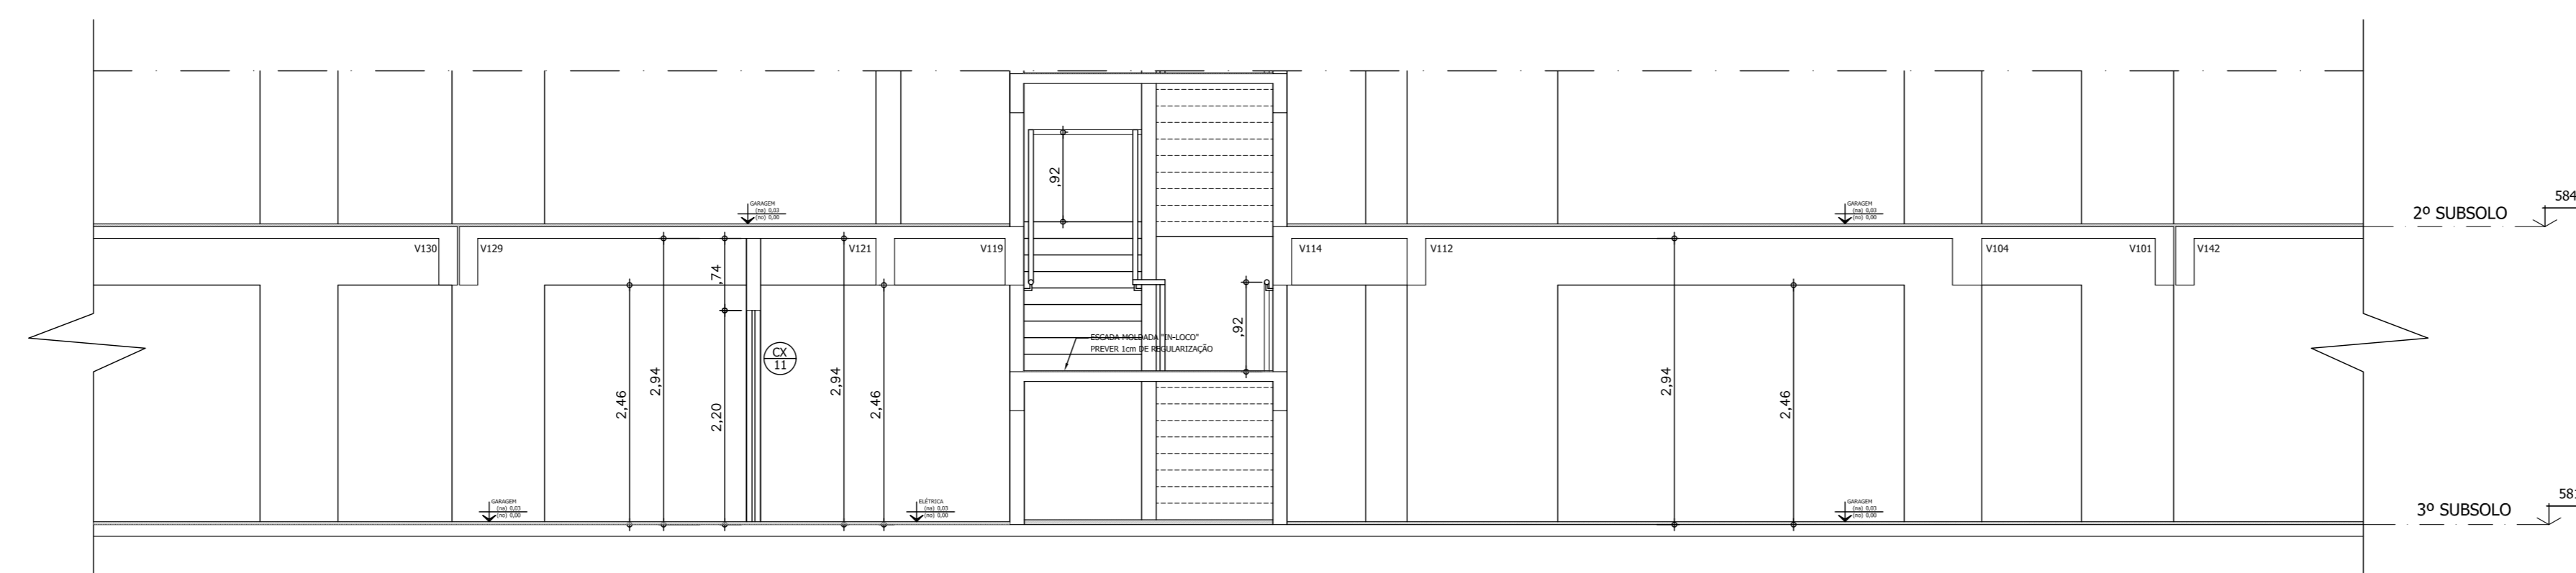 ,92
GARAGEM
(na) 0,03
(no) 0,00
GARAGEM
(na) 0,03
(no) 0,00
584
2º SUBSOLO
V130
V129
V121
V119
V114
V112
V104
V101
V142
,74
,92
ESCADA MOLDADA "IN-LOCO"
PREVER 1cm DE REGULARIZAÇÃO
CX
11
2,46
2,94
2,20
2,94
2,46
2,94
2,46
GARAGEM
(na) 0,03
(no) 0,00
ELÉTRICA
(na) 0,03
(no) 0,00
GARAGEM
(na) 0,03
(no) 0,00
3º SUBSOLO